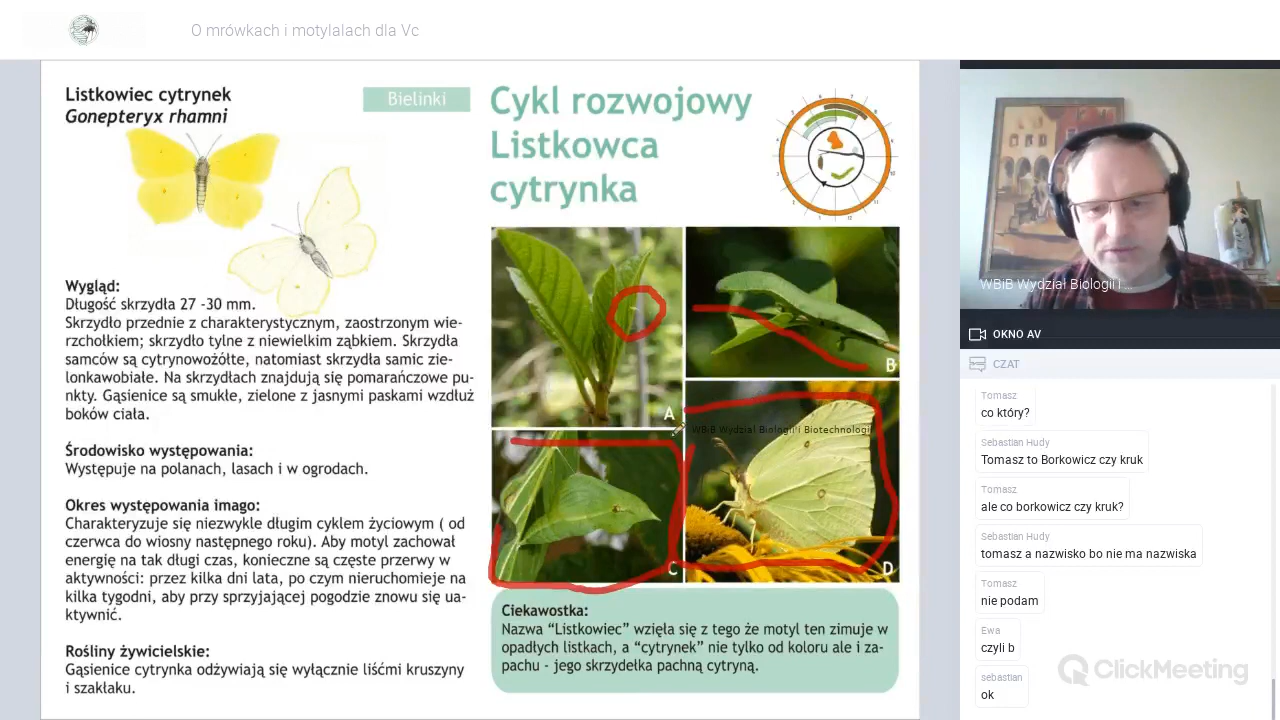 O mrówkach i motylalach dla Vc
Listkowiec cytrynek
Gonepteryx rhamni
Bielinki
Wygląd:
Długość skrzydła 27 -30 mm.
Skrzydło przednie z charakterystycznym, zaostrzonym wie-
rzchołkiem; skrzydło tylne z niewielkim ząbkiem. Skrzydła
samców są cytrynowożółte, natomiast skrzydła samic zie-
lonkawobiałe. Na skrzydłach znajdują się pomarańczowe pu-
nkty. Gąsienice są smukłe, zielone z jasnymi paskami wzdłuż
boków ciała.
Środowisko występowania:
Występuje na polanach, lasach i w ogrodach.
Okres występowania imago:
Charakteryzuje się niezwykle długim cyklem życiowym ( od
czerwca do wiosny następnego roku). Aby motyl zachował
energię na tak długi czas, konieczne są częste przerwy w
aktywności: przez kilka dni lata, po czym nieruchomieje na
kilka tygodni, aby przy sprzyjającej pogodzie znowu się ua-
ktywnić.
Rośliny żywicielskie:
Gąsienice cytrynka odżywiają się wyłącznie liśćmi kruszyny
i szakłaku.
Cykl rozwojowy
Listkowca
cytrynka
A
B
C
D
WBiB Wydział Biologii i Biotechnologii
Ciekawostka:
Nazwa "Listkowiec" wzięła się z tego że motyl ten zimuje w
opadłych listkach, a "cytrynek" nie tylko od koloru ale i za-
pachu - jego skrzydełka pachną cytryną.
WBiB Wydział Biologii i ...
OKNO AV
CZAT
Tomasz
co który?
Sebastian Hudy
Tomasz to Borkowicz czy kruk
Tomasz
ale co borkowicz czy kruk?
Sebastian Hudy
tomasz a nazwisko bo nie ma nazwiska
Tomasz
nie podam
Ewa
czyli b
sebastian
ok
ClickMeeting